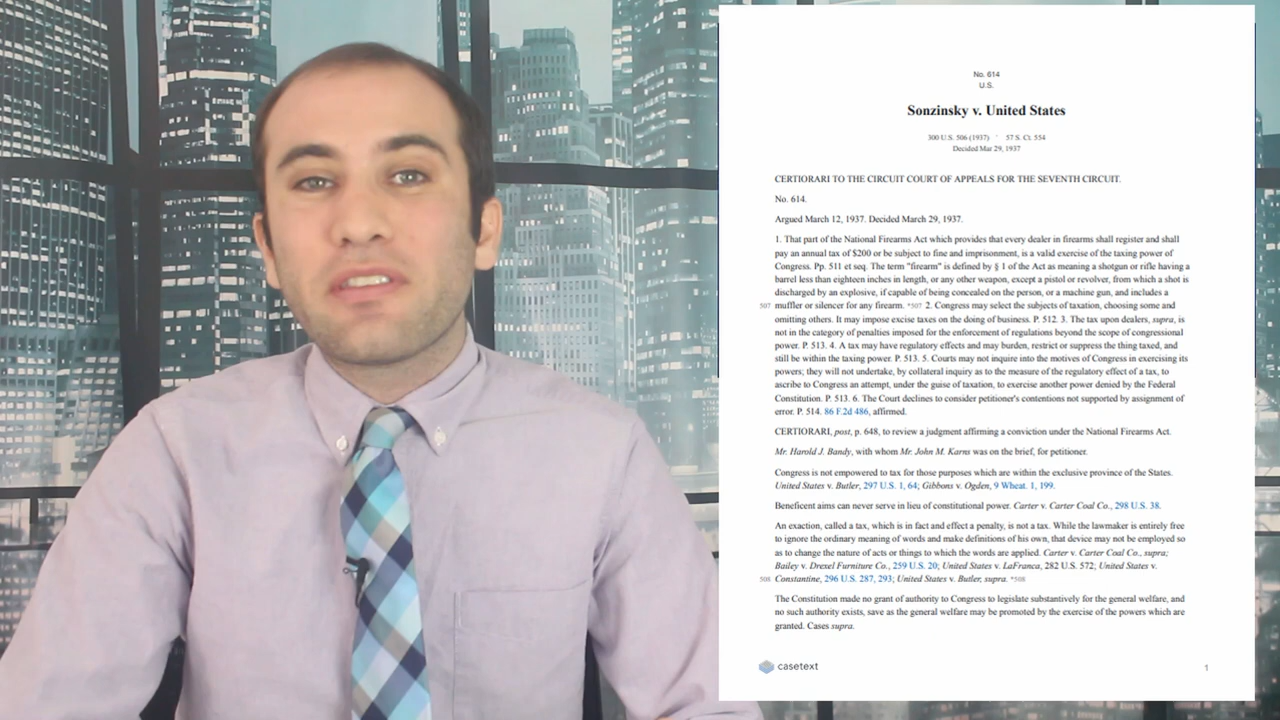 No. 614
U.S.
Sonzinsky v. United States
300 U.S. 506 (1937) · 57 S. Ct. 554
Decided Mar 29, 1937
CERTIORARI TO THE CIRCUIT COURT OF APPEALS FOR THE SEVENTH CIRCUIT.
No. 614.
Argued March 12, 1937. Decided March 29, 1937.
1. That part of the National Firearms Act which provides that every dealer in firearms shall register and shall
pay an annual tax of $200 or be subject to fine and imprisonment, is a valid exercise of the taxing power of
Congress. Pp. 511 et seq. The term "firearm" is defined by § 1 of the Act as meaning a shotgun or rifle having a
barrel less than eighteen inches in length, or any other weapon, except a pistol or revolver, from which a shot is
discharged by an explosive, if capable of being concealed on the person, or a machine gun, and includes a
507 muffler or silencer for any firearm. *507 2. Congress may select the subjects of taxation, choosing some and
omitting others. It may impose excise taxes on the doing of business. P. 512. 3. The tax upon dealers, supra, is
not in the category of penalties imposed for the enforcement of regulations beyond the scope of congressional
power. P. 513. 4. A tax may have regulatory effects and may burden, restrict or suppress the thing taxed, and
still be within the taxing power. P. 513. 5. Courts may not inquire into the motives of Congress in exercising its
powers; they will not undertake, by collateral inquiry as to the measure of the regulatory effect of a tax, to
ascribe to Congress an attempt, under the guise of taxation, to exercise another power denied by the Federal
Constitution. P. 513. 6. The Court declines to consider petitioner's contentions not supported by assignment of
error. P. 514. 86 F.2d 486, affirmed.
CERTIORARI, post, p. 648, to review a judgment affirming a conviction under the National Firearms Act.
Mr. Harold J. Bandy, with whom Mr. John M. Karns was on the brief, for petitioner.
Congress is not empowered to tax for those purposes which are within the exclusive province of the States.
United States v. Butler, 297 U.S. 1, 64; Gibbons v. Ogden, 9 Wheat. 1, 199.
Beneficent aims can never serve in lieu of constitutional power. Carter v. Carter Coal Co., 298 U.S. 38.
An exaction, called a tax, which is in fact and effect a penalty, is not a tax. While the lawmaker is entirely free
to ignore the ordinary meaning of words and make definitions of his own, that device may not be employed so
as to change the nature of acts or things to which the words are applied. Carter v. Carter Coal Co., supra;
Bailey v. Drexel Furniture Co., 259 U.S. 20; United States v. LaFranca, 282 U.S. 572; United States v.
508 Constantine, 296 U.S. 287, 293; United States v. Butler, supra. *508
The Constitution made no grant of authority to Congress to legislate substantively for the general welfare, and
no such authority exists, save as the general welfare may be promoted by the exercise of the powers which are
granted. Cases supra.
casetext
1